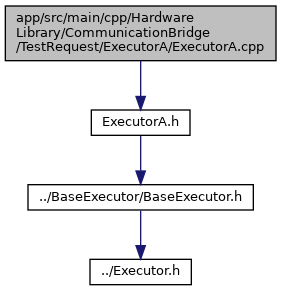 app/src/main/cpp/Hardware
Library/CommunicationBridge
/TestRequest/ExecutorA/ExecutorA.cpp
ExecutorA.h
../BaseExecutor/BaseExecutor.h
../Executor.h